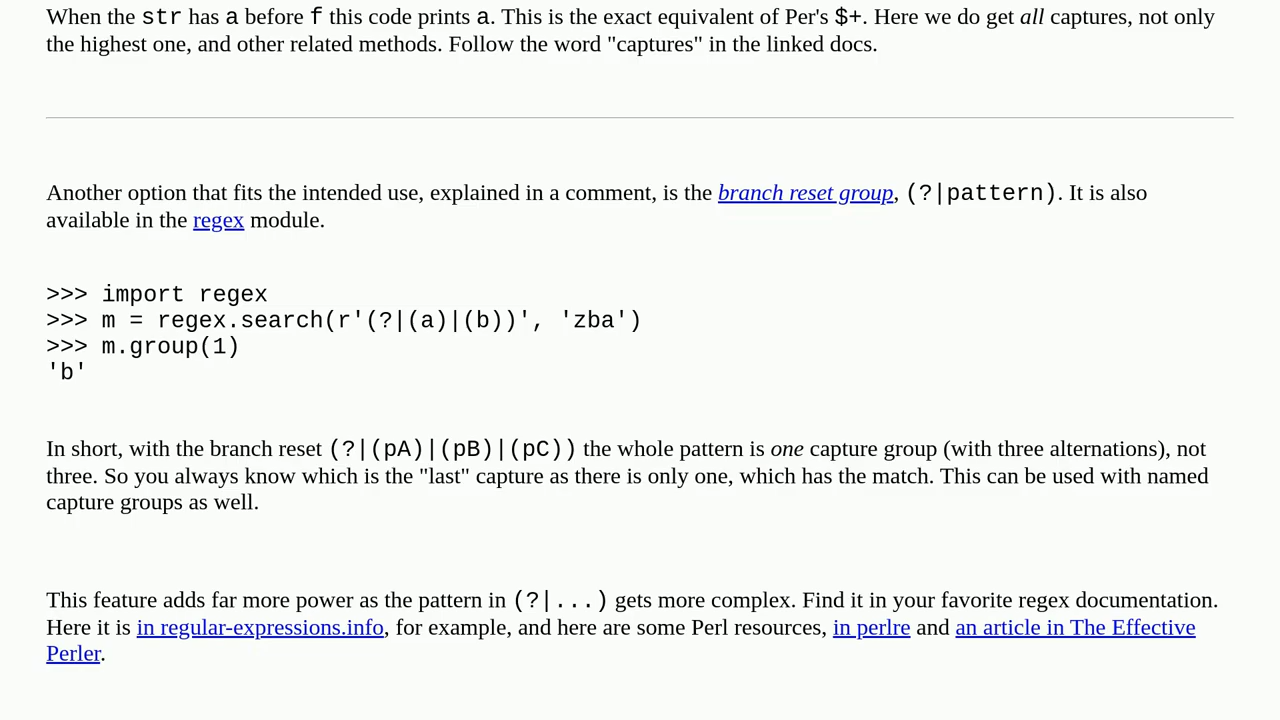 When the str has a before f this code prints a. This is the exact equivalent of Per's $+. Here we do get all captures, not only
the highest one, and other related methods. Follow the word "captures" in the linked docs.
Another option that fits the intended use, explained in a comment, is the branch reset group, (?|pattern). It is also
available in the regex module.
>>> import regex
>>> m = regex.search(r'(?|(a)|(b))', 'zba')
>>> m.group(1)
'b'
In short, with the branch reset (?|(pA)|(pB)|(pC)) the whole pattern is one capture group (with three alternations), not
three. So you always know which is the "last" capture as there is only one, which has the match. This can be used with named
capture groups as well.
This feature adds far more power as the pattern in (?|...) gets more complex. Find it in your favorite regex documentation.
Here it is in regular-expressions.info, for example, and here are some Perl resources, in perlre and an article in The Effective
Perler.